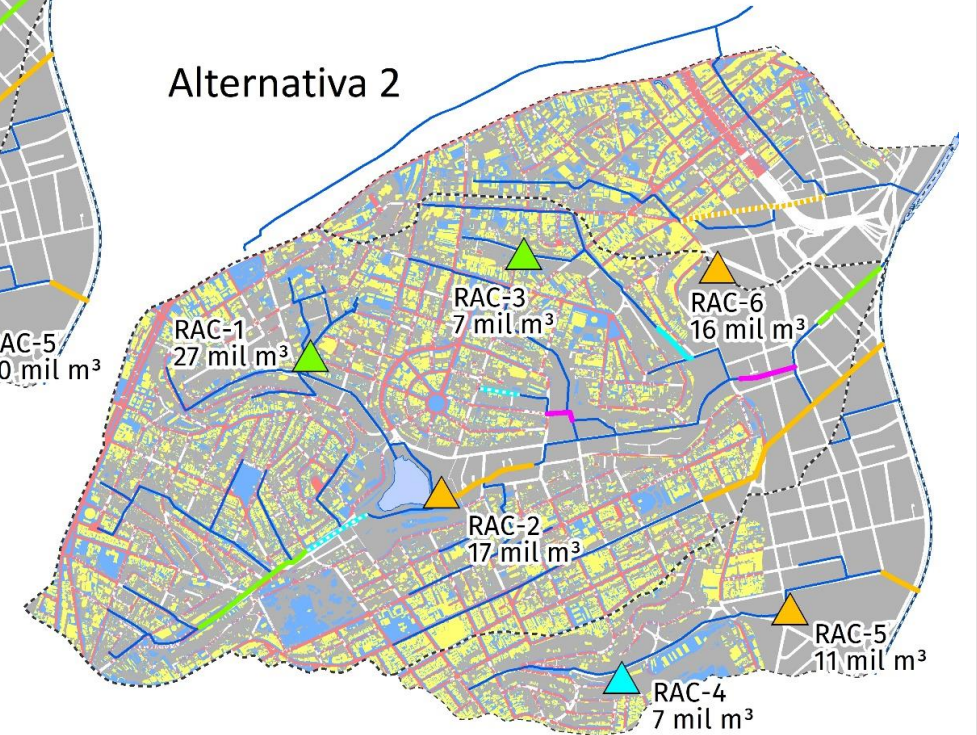 Alternativa 2
RAC-3
7 mil m³
RAC-6
16 mil m³
RAC-1
27 mil m³
AC-5
0 mil m³
RAC-2
17 mil m³
RAC-5
11 mil m³
RAC-4
7 mil m³